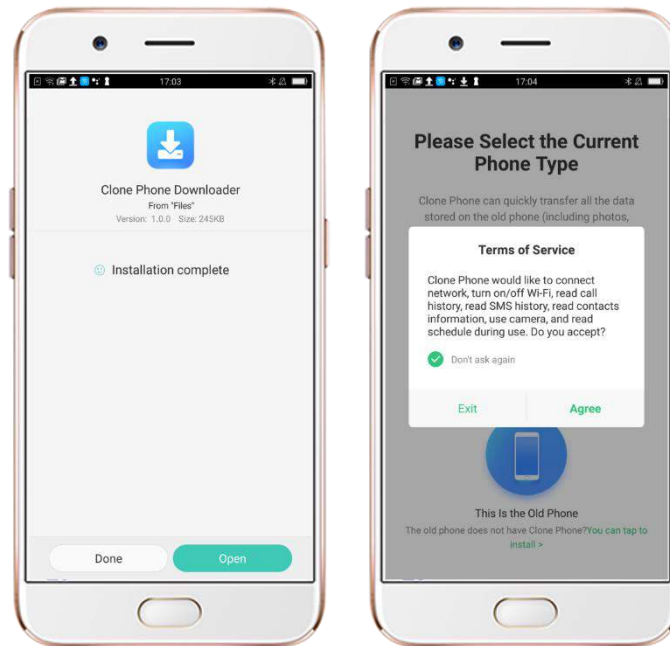 17:03
Clone Phone Downloader
From "Files"
Version: 1.0.0 Size: 245KB
Installation complete
Done
Open
17:04
Please Select the Current
Phone Type
Clone Phone can quickly transfer all the data
stored on the old phone (including photos,
Terms of Service
Clone Phone would like to connect
network, turn on/off Wi-Fi, read call
history, read SMS history, read contacts
information, use camera, and read
schedule during use. Do you accept?
Don't ask again
Exit
Agree
This Is the Old Phone
The old phone does not have Clone Phone?You can tap to
install >